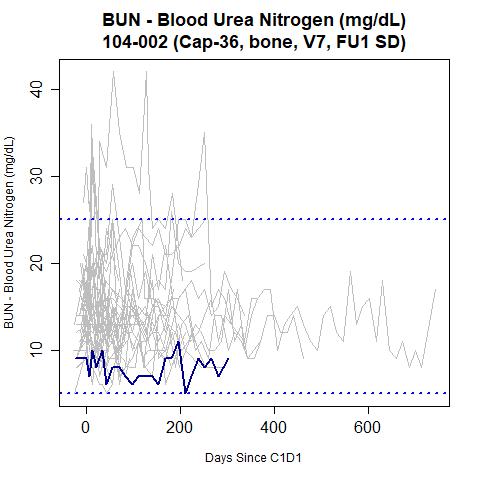 BUN - Blood Urea Nitrogen (mg/dL)
104-002 (Cap-36, bone, V7, FU1 SD)
BUN - Blood Urea Nitrogen (mg/dL)
40
30
20
10
0
200
400
600
Days Since C1D1